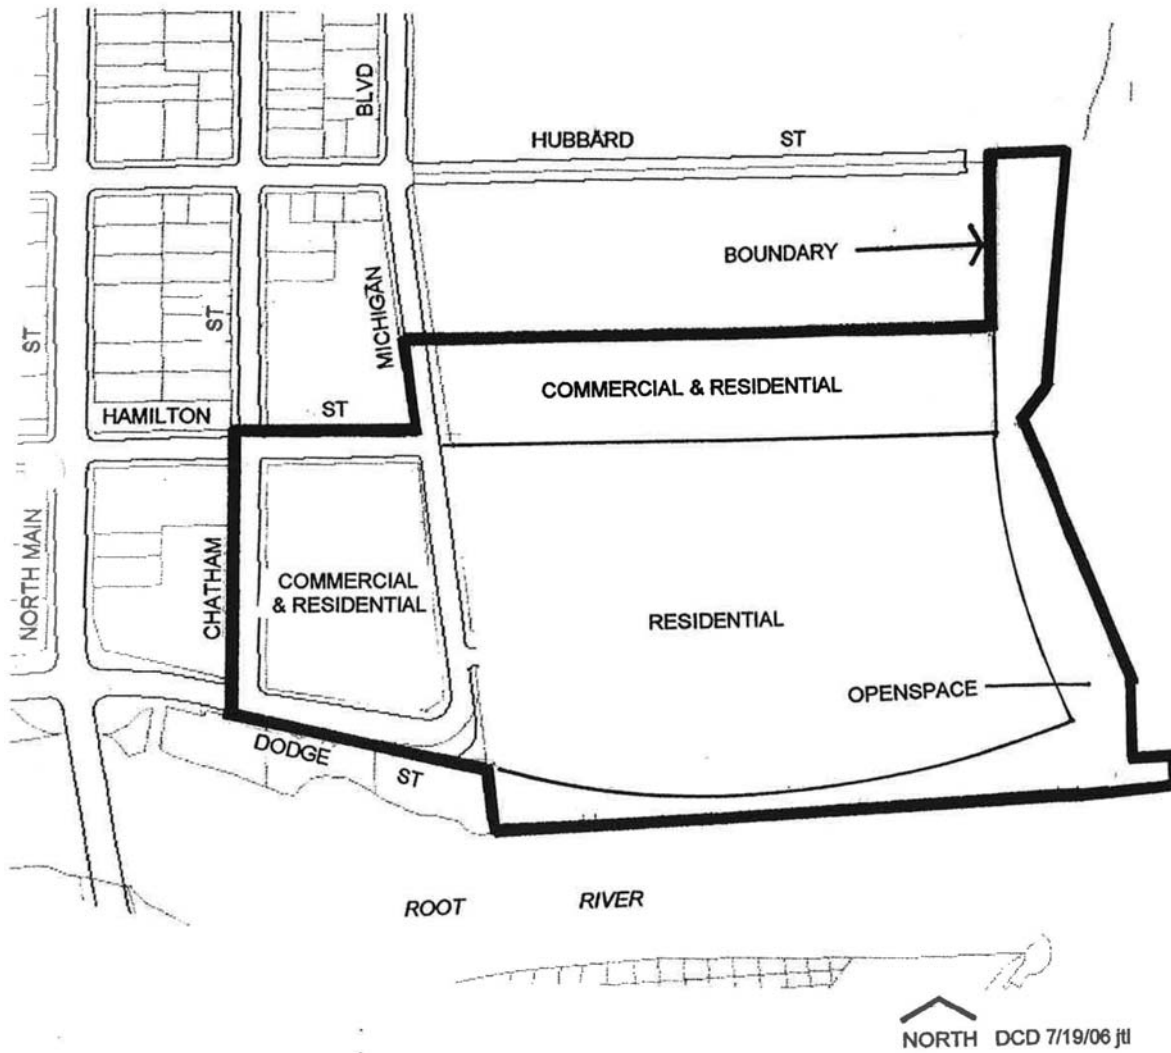 BLVD
HUBBARD ST
BOUNDARY
MICHIGAN
ST
ST
COMMERCIAL & RESIDENTIAL
HAMILTON ST
NORTH MAIN
CHATHAM
COMMERCIAL
& RESIDENTIAL
RESIDENTIAL
OPENSPACE
DODGE ST
ROOT RIVER
NORTH DCD 7/19/06 jtl